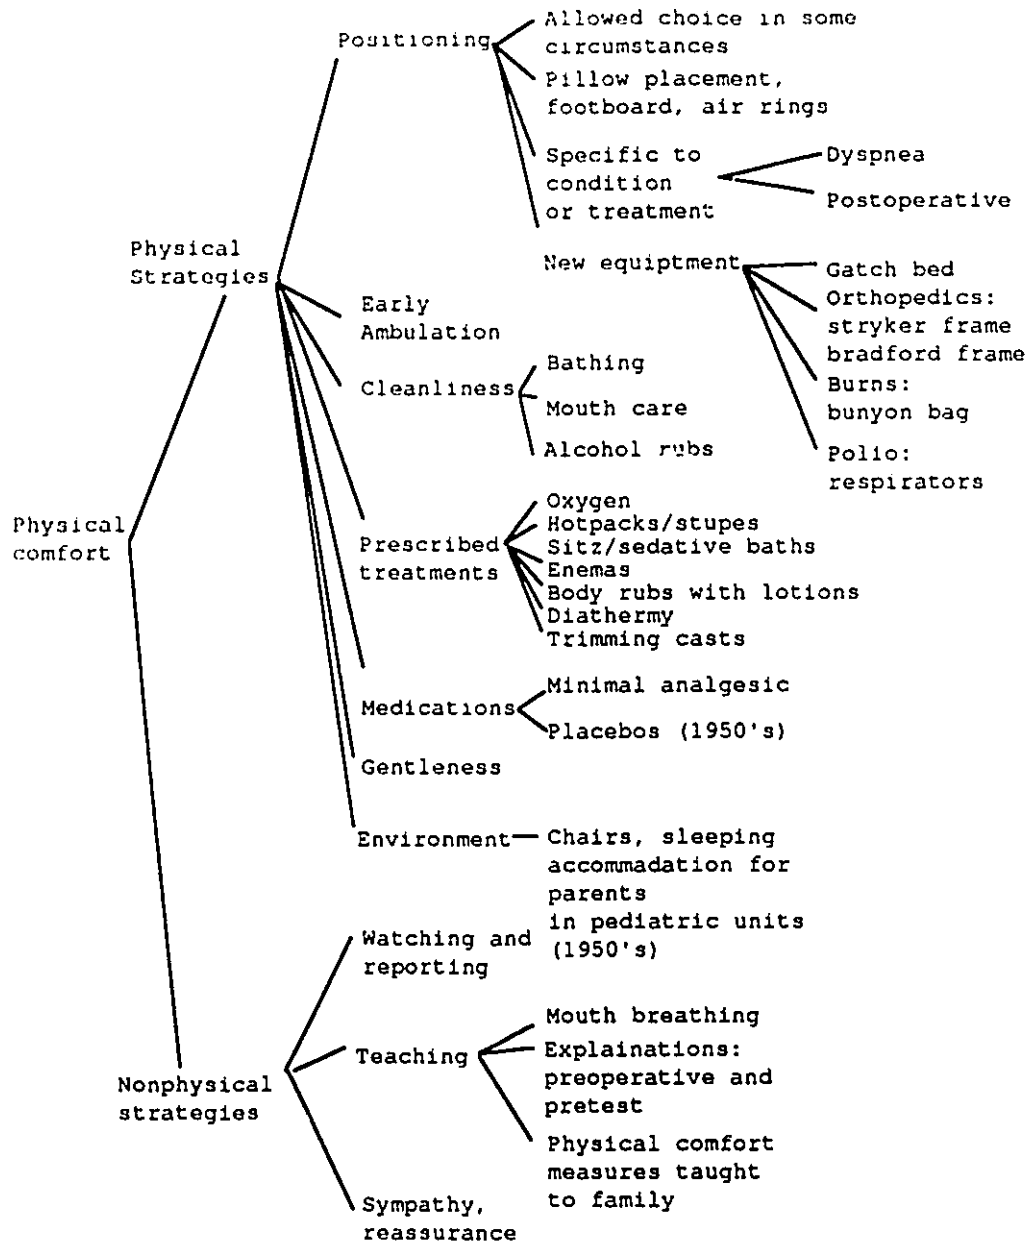 Physical
comfort
Physical
Strategies
Positioning
Allowed choice in some
circumstances
Pillow placement,
footboard, air rings
Specific to
condition
or treatment
Dyspnea
Postoperative
New equiptment
Gatch bed
Orthopedics:
stryker frame
bradford frame
Burns:
bunyon bag
Polio:
respirators
Early
Ambulation
Cleanliness
Bathing
Mouth care
Alcohol rubs
Prescribed
treatments
Oxygen
Hotpacks/stupes
Sitz/sedative baths
Enemas
Body rubs with lotions
Diathermy
Trimming casts
Medications
Minimal analgesic
Placebos (1950's)
Gentleness
Environment
Chairs, sleeping
accommadation for
parents
in pediatric units
(1950's)
Nonphysical
strategies
Watching and
reporting
Teaching
Mouth breathing
Explainations:
preoperative and
pretest
Physical comfort
measures taught
to family
Sympathy,
reassurance